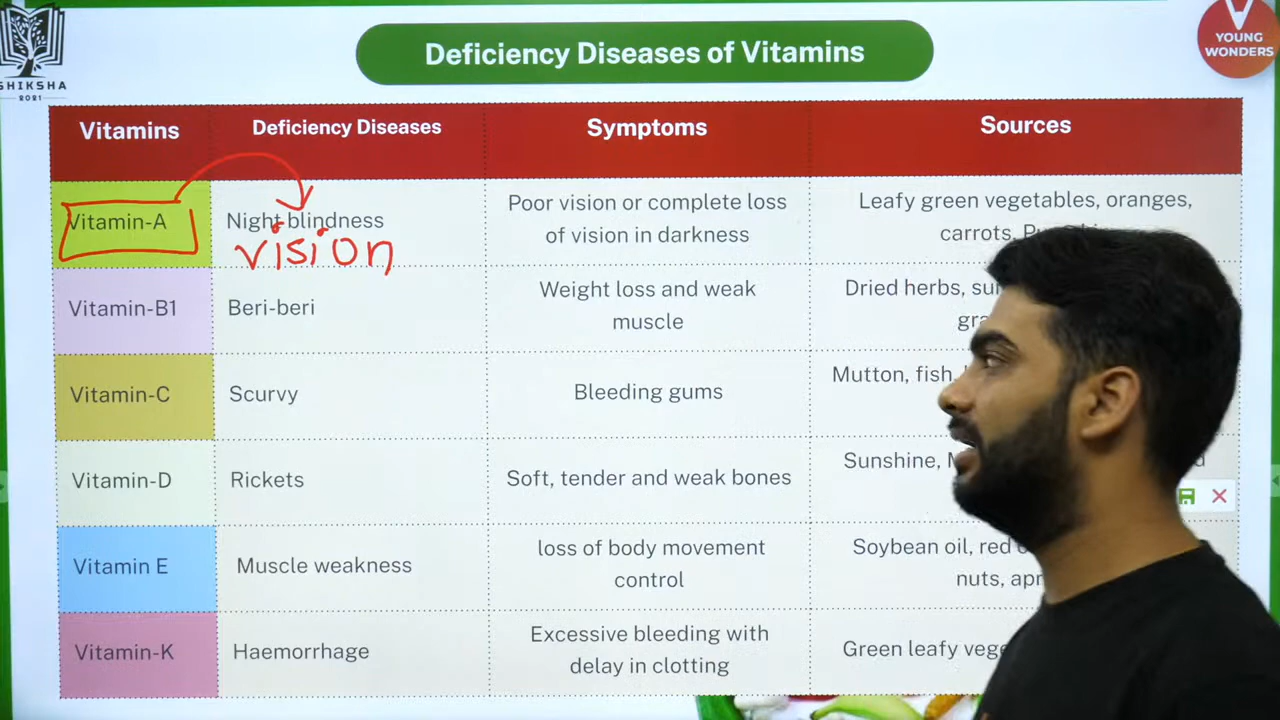 SHIKSHA
2021
Deficiency Diseases of Vitamins
YOUNG
WONDERS
Vitamins
Deficiency Diseases
Symptoms
Sources
Vitamin-A
Night blindness
vision
Poor vision or complete loss
of vision in darkness
Leafy green vegetables, oranges,
carrots,
Vitamin-B1
Beri-beri
Weight loss and weak
muscle
Dried herbs,
Vitamin-C
Scurvy
Bleeding gums
Mutton, fish,
Vitamin-D
Rickets
Soft, tender and weak bones
Sunshine,
Vitamin E
Muscle weakness
loss of body movement
control
Soybean oil, red
nuts,
Vitamin-K
Haemorrhage
Excessive bleeding with
delay in clotting
Green leafy